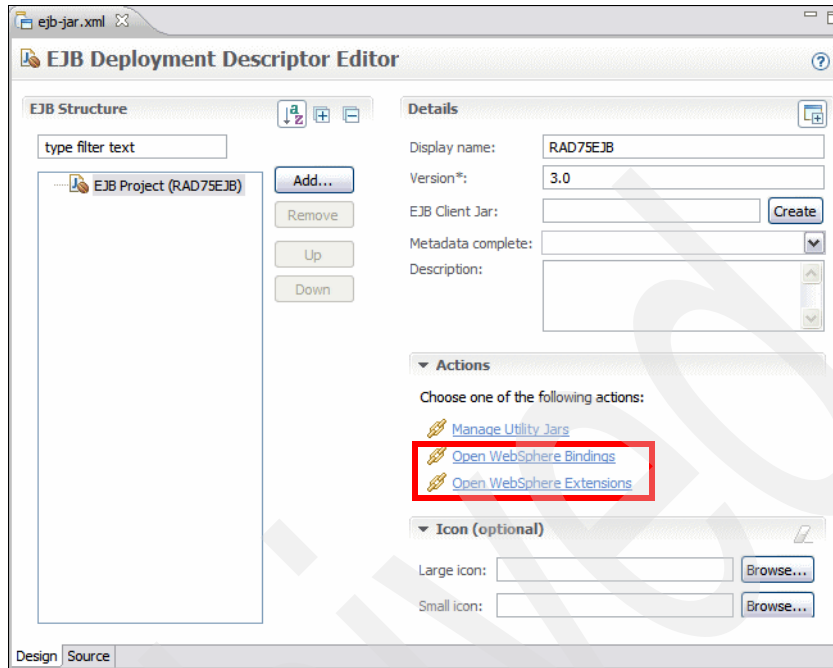 ejb-jar.xml
EJB Deployment Descriptor Editor
EJB Structure
type filter text
EJB Project (RAD75EJB)
Add...
Remove
Up
Down
Details
Display name: RAD75EJB
Version*: 3.0
EJB Client Jar: Create
Metadata complete:
Description:
Actions
Choose one of the following actions:
Manage Utility Jars
Open WebSphere Bindings
Open WebSphere Extensions
Icon (optional)
Large icon: Browse...
Small icon: Browse...
Design Source